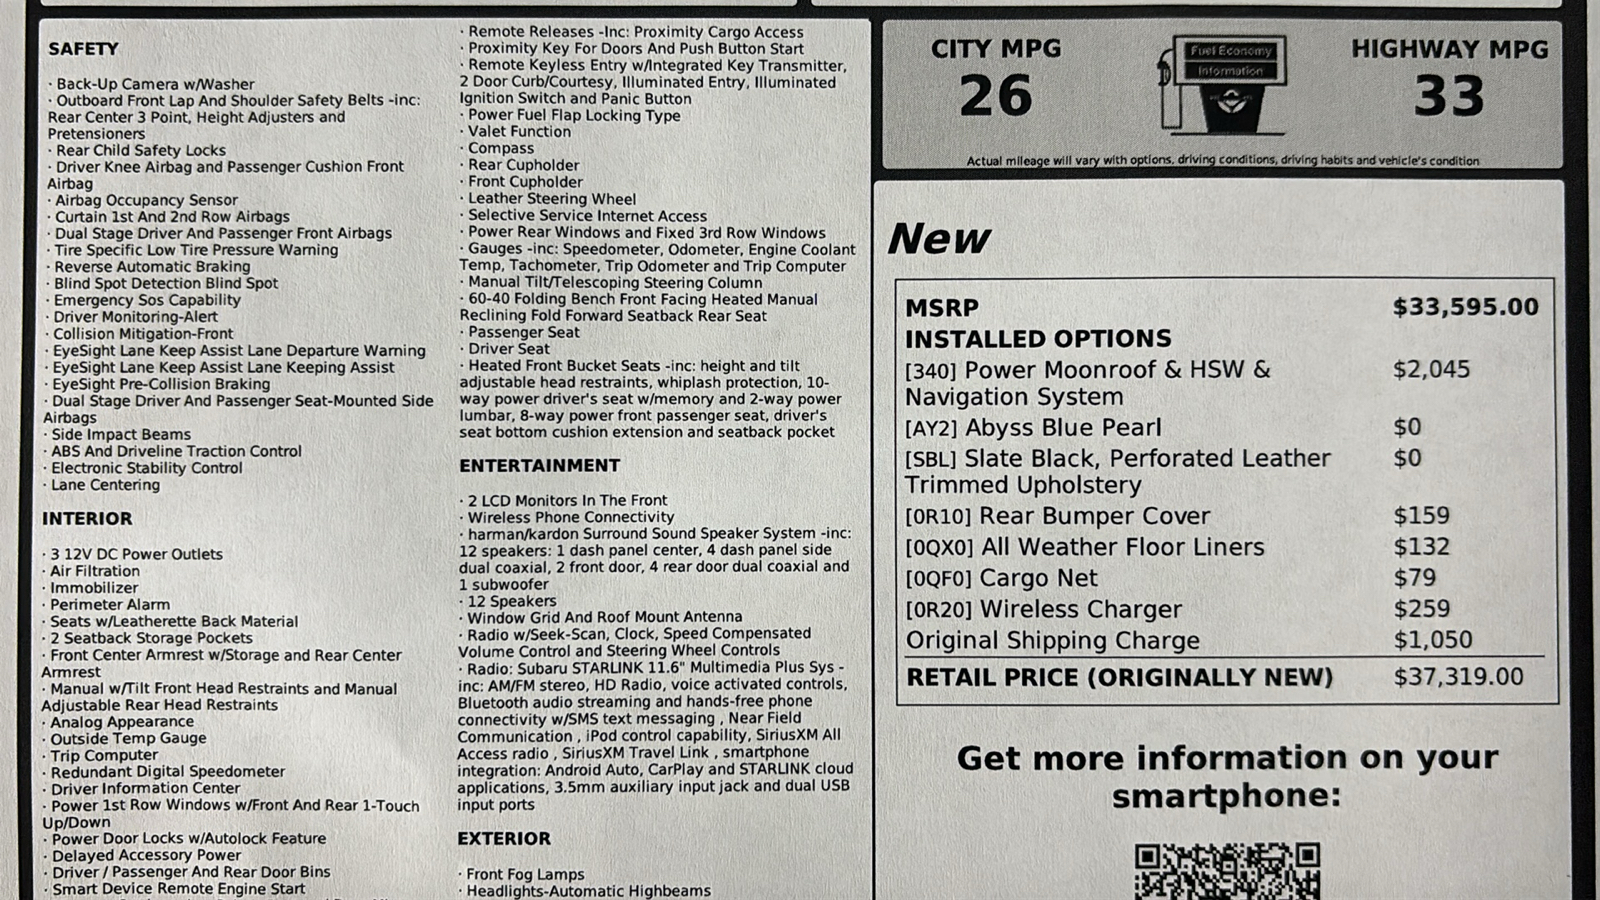 SAFETY
· Back-Up Camera w/Washer
· Outboard Front Lap And Shoulder Safety Belts -inc:
Rear Center 3 Point, Height Adjusters and
Pretensioners
· Rear Child Safety Locks
· Driver Knee Airbag and Passenger Cushion Front
Airbag
· Airbag Occupancy Sensor
· Curtain 1st And 2nd Row Airbags
· Dual Stage Driver And Passenger Front Airbags
· Tire Specific Low Tire Pressure Warning
· Reverse Automatic Braking
· Blind Spot Detection Blind Spot
· Emergency Sos Capability
· Driver Monitoring-Alert
· Collision Mitigation-Front
· EyeSight Lane Keep Assist Lane Departure Warning
· EyeSight Lane Keep Assist Lane Keeping Assist
· EyeSight Pre-Collision Braking
· Dual Stage Driver And Passenger Seat-Mounted Side
Airbags
· Side Impact Beams
· ABS And Driveline Traction Control
· Electronic Stability Control
· Lane Centering
INTERIOR
· 3 12V DC Power Outlets
· Air Filtration
· Immobilizer
· Perimeter Alarm
· Seats w/Leatherette Back Material
· 2 Seatback Storage Pockets
· Front Center Armrest w/Storage and Rear Center
Armrest
· Manual w/Tilt Front Head Restraints and Manual
Adjustable Rear Head Restraints
· Analog Appearance
· Outside Temp Gauge
· Trip Computer
· Redundant Digital Speedometer
· Driver Information Center
· Power 1st Row Windows w/Front And Rear 1-Touch
Up/Down
· Power Door Locks w/Autolock Feature
· Delayed Accessory Power
· Driver / Passenger And Rear Door Bins
· Smart Device Remote Engine Start
· Remote Releases -Inc: Proximity Cargo Access
· Proximity Key For Doors And Push Button Start
· Remote Keyless Entry w/Integrated Key Transmitter,
2 Door Curb/Courtesy, Illuminated Entry, Illuminated
Ignition Switch and Panic Button
· Power Fuel Flap Locking Type
· Valet Function
· Compass
· Rear Cupholder
· Front Cupholder
· Leather Steering Wheel
· Selective Service Internet Access
· Power Rear Windows and Fixed 3rd Row Windows
· Gauges -inc: Speedometer, Odometer, Engine Coolant
Temp, Tachometer, Trip Odometer and Trip Computer
· Manual Tilt/Telescoping Steering Column
· 60-40 Folding Bench Front Facing Heated Manual
Reclining Fold Forward Seatback Rear Seat
· Passenger Seat
· Driver Seat
· Heated Front Bucket Seats -inc: height and tilt
adjustable head restraints, whiplash protection, 10-
way power driver's seat w/memory and 2-way power
lumbar, 8-way power front passenger seat, driver's
seat bottom cushion extension and seatback pocket
ENTERTAINMENT
· 2 LCD Monitors In The Front
· Wireless Phone Connectivity
· harman/kardon Surround Sound Speaker System -inc:
12 speakers: 1 dash panel center, 4 dash panel side
dual coaxial, 2 front door, 4 rear door dual coaxial and
1 subwoofer
· 12 Speakers
· Window Grid And Roof Mount Antenna
· Radio w/Seek-Scan, Clock, Speed Compensated
Volume Control and Steering Wheel Controls
· Radio: Subaru STARLINK 11.6" Multimedia Plus Sys -
inc: AM/FM stereo, HD Radio, voice activated controls,
Bluetooth audio streaming and hands-free phone
connectivity w/SMS text messaging , Near Field
Communication , iPod control capability, SiriusXM All
Access radio , SiriusXM Travel Link , smartphone
integration: Android Auto, CarPlay and STARLINK cloud
applications, 3.5mm auxiliary input jack and dual USB
input ports
EXTERIOR
· Front Fog Lamps
· Headlights-Automatic Highbeams
CITY MPG
26
Fuel Economy
Information
HIGHWAY MPG
33
Actual mileage will vary with options, driving conditions, driving habits and vehicle's condition
New
MSRP $33,595.00
INSTALLED OPTIONS
[340] Power Moonroof & HSW & $2,045
Navigation System
[AY2] Abyss Blue Pearl $0
[SBL] Slate Black, Perforated Leather $0
Trimmed Upholstery
[0R10] Rear Bumper Cover $159
[0QX0] All Weather Floor Liners $132
[0QF0] Cargo Net $79
[0R20] Wireless Charger $259
Original Shipping Charge $1,050
RETAIL PRICE (ORIGINALLY NEW) $37,319.00
Get more information on your
smartphone: